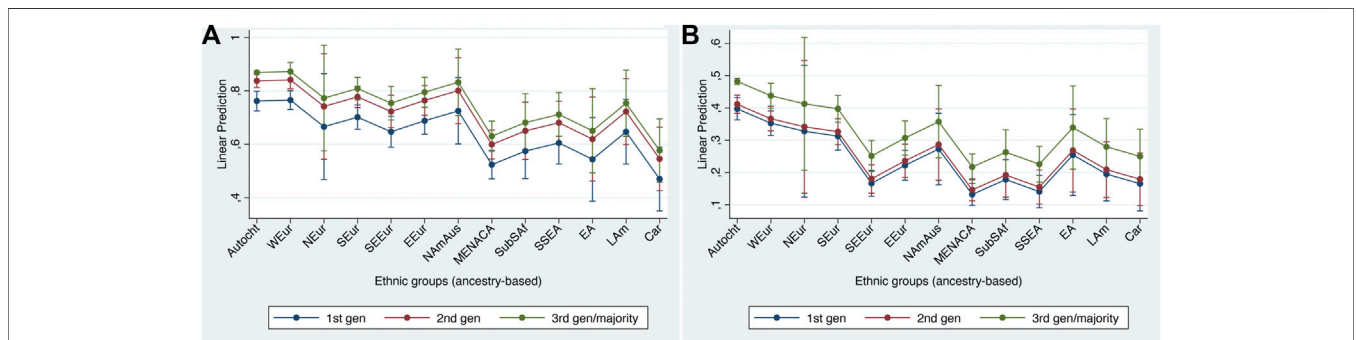 A
Linear Prediction
1
,8
,6
,4
Autocht
WEur
NEur
SEur
SEEur
EEur
NAmAus
MENACA
SubSAf
SSEA
EA
LAm
Car
Ethnic groups (ancestry-based)
1st gen 2nd gen 3rd gen/majority
B
Linear Prediction
,6
,5
,4
,3
,2
,1
Autocht
WEur
NEur
SEur
SEEur
EEur
NAmAus
MENACA
SubSAf
SSEA
EA
LAm
Car
Ethnic groups (ancestry-based)
1st gen 2nd gen 3rd gen/majority